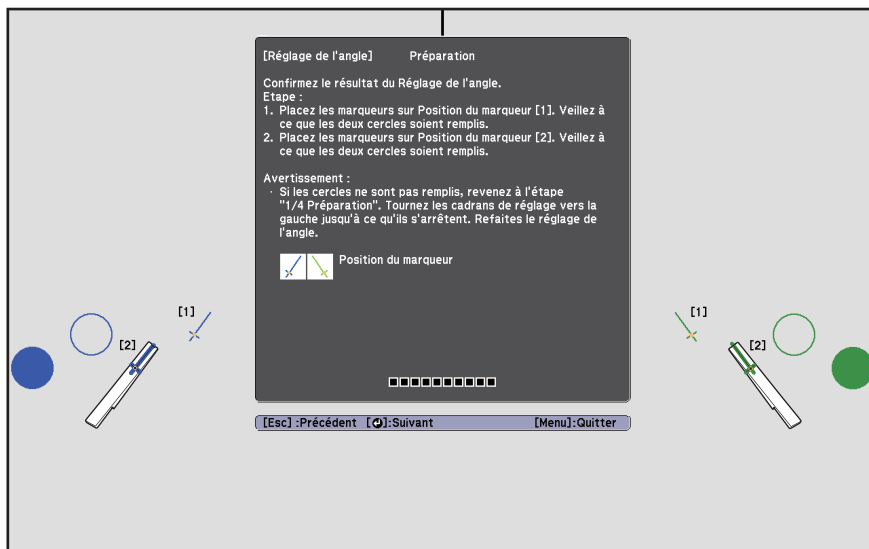 [Réglage de l'angle] Préparation
Confirmez le résultat du Réglage de l'angle.
Etape :
1. Placez les marqueurs sur Position du marqueur [1]. Veillez à
ce que les deux cercles soient remplis.
2. Placez les marqueurs sur Position du marqueur [2]. Veillez à
ce que les deux cercles soient remplis.
Avertissement :
· Si les cercles ne sont pas remplis, revenez à l'étape
"1/4 Préparation". Tournez les cadrans de réglage vers la
gauche jusqu'à ce qu'ils s'arrêtent. Refaites le réglage de
l'angle.
Position du marqueur
[1]
[2]
[1]
[2]
[Esc] :Précédent [⏎]:Suivant [Menu]:Quitter